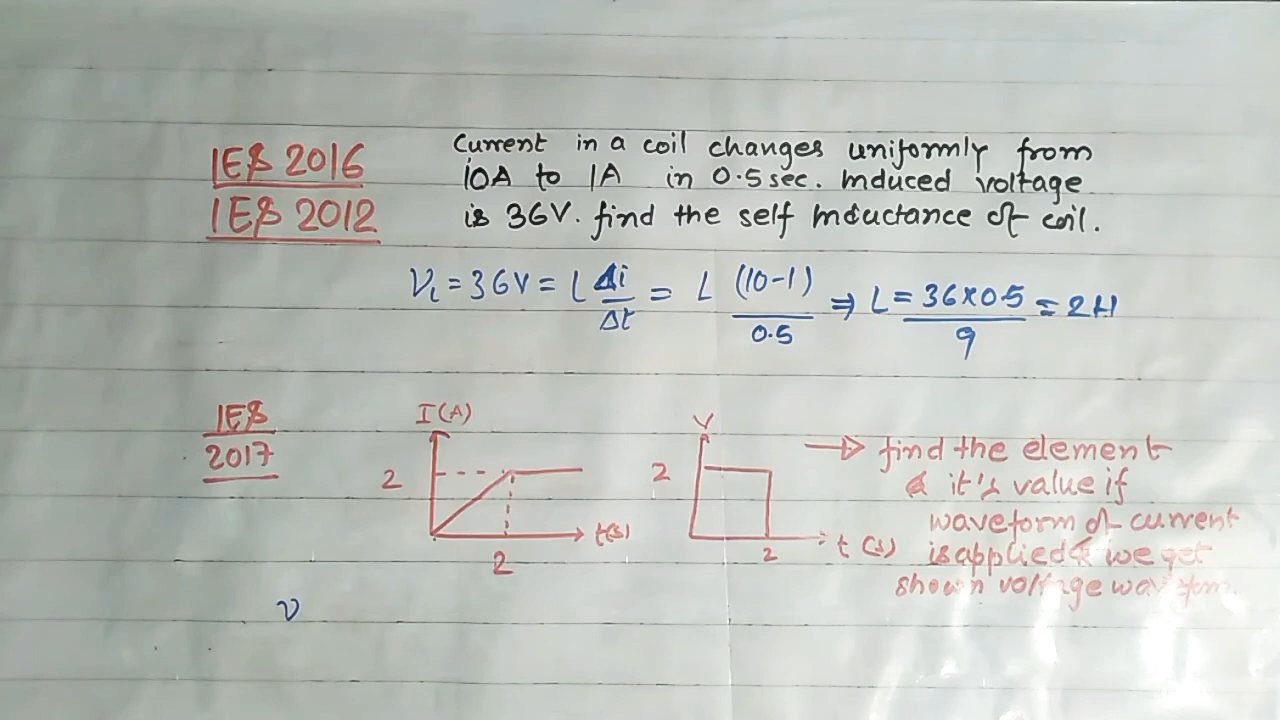 IES 2016
IES 2012
Current in a coil changes uniformly from
10A to 1A in 0.5 sec. Induced voltage
is 36V. find the self inductance of coil.
V_L = 36V = L Δi/Δt = L (10-1)/0.5 ⇒ L = 36×0.5/9 = 2H
IES
2017
I(A)
2
2
t(s)
V
2
2
t (s)
→ find the element
& it's value if
waveform of current
is applied & we get
shown voltage waveform.
v